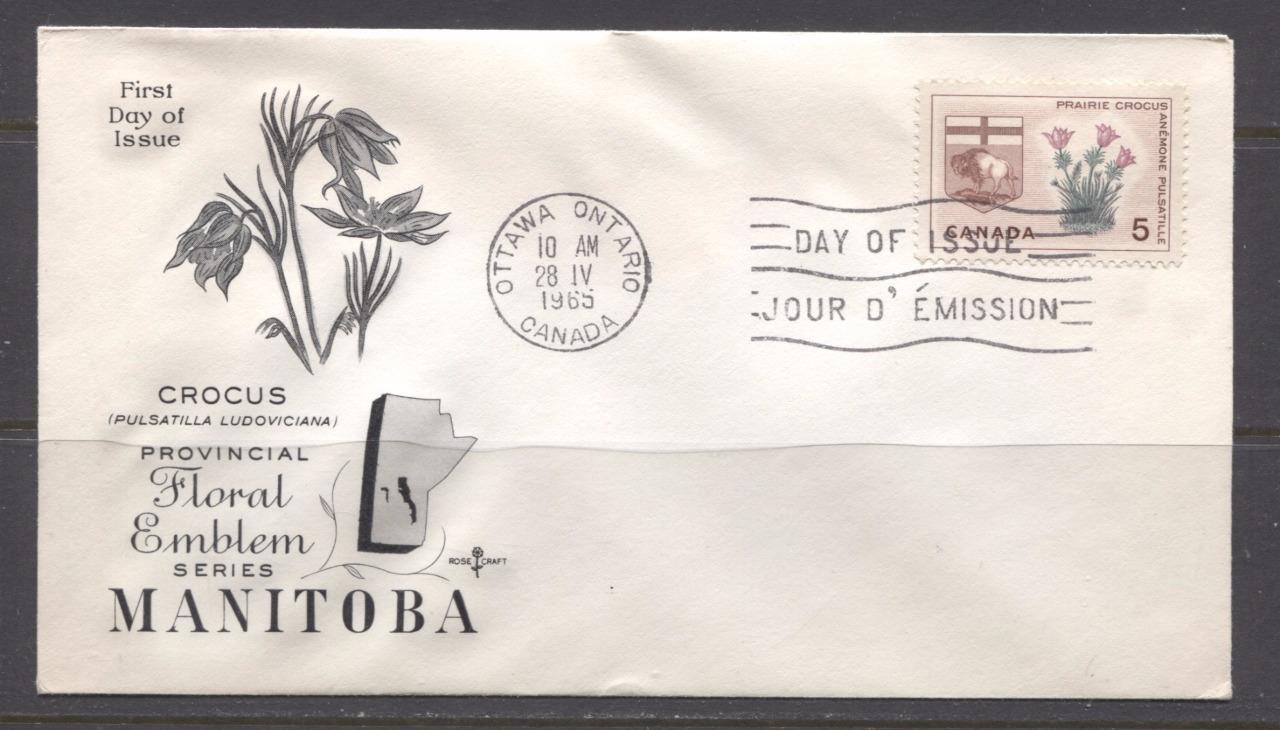 First
Day of
Issue
CROCUS
(PULSATILLA LUDOVICIANA)
PROVINCIAL
Floral
Emblem
SERIES
MANITOBA
ROSE CRAFT
OTTAWA ONTARIO
10 AM
28 IV
1965
CANADA
DAY OF ISSUE
JOUR D' ÉMISSION
PRAIRIE CROCUS
ANÉMONE PULSATILLE
CANADA 5